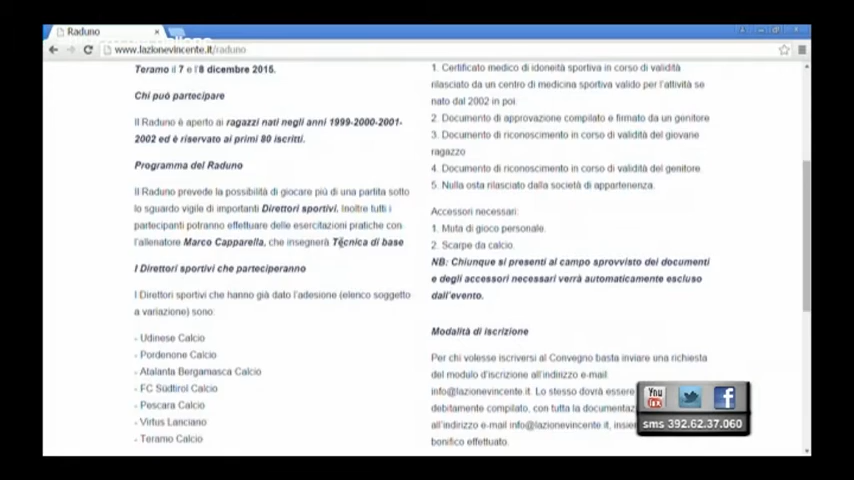 Raduno
www.lazionevincente.it/raduno
Teramo il 7 e l'8 dicembre 2015.
Chi può partecipare
Il Raduno è aperto ai ragazzi nati negli anni 1999-2000-2001-
2002 ed è riservato ai primi 80 iscritti.
Programma del Raduno
Il Raduno prevede la possibilità di giocare più di una partita sotto
lo sguardo vigile di importanti Direttori sportivi. Inoltre tutti i
partecipanti potranno effettuare delle esercitazioni pratiche con
l'allenatore Marco Capparella, che insegnerà Tecnica di base
I Direttori sportivi che parteciperanno
I Direttori sportivi che hanno già dato l'adesione (elenco soggetto
a variazione) sono:
- Udinese Calcio
- Pordenone Calcio
- Atalanta Bergamasca Calcio
- FC Südtirol Calcio
- Pescara Calcio
- Virtus Lanciano
- Teramo Calcio
1. Certificato medico di idoneità sportiva in corso di validità
rilasciato da un centro di medicina sportiva valido per l'attività se
nato dal 2002 in poi
2. Documento di approvazione compilato e firmato da un genitore
3. Documento di riconoscimento in corso di validità del giovane
ragazzo
4. Documento di riconoscimento in corso di validità del genitore
5. Nulla osta rilasciato dalla società di appartenenza.
Accessori necessari:
1. Muta di gioco personale.
2. Scarpe da calcio.
NB: Chiunque si presenti al campo sprovvisto dei documenti
e degli accessori necessari verrà automaticamente escluso
dall'evento.
Modalità di iscrizione
Per chi volesse iscriversi al Convegno basta inviare una richiesta
del modulo d'iscrizione all'indirizzo e-mail:
info@lazionevincente.it. Lo stesso dovrà essere
debitamente compilato, con tutta la documentaz
all'indirizzo e-mail info@lazionevincente.it, insie
bonifico effettuato.
sms 392.62.37.060